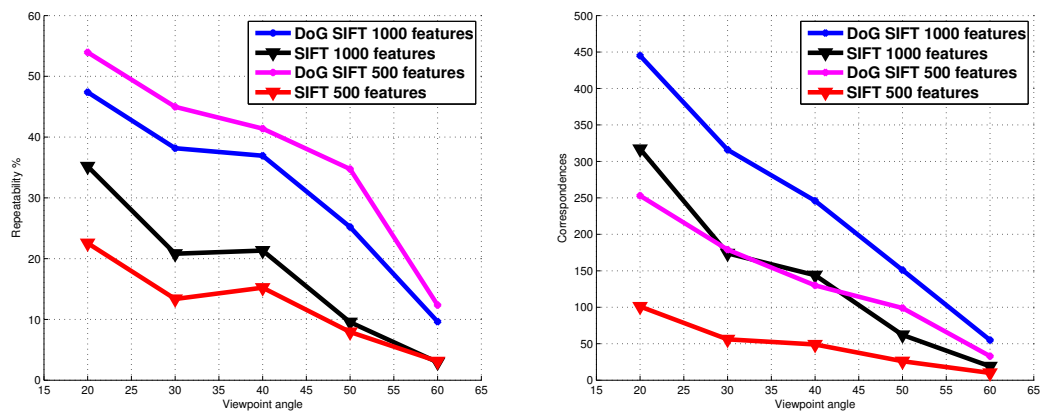 60
50
40
30
20
10
0
Repeatability %
15 20 25 30 35 40 45 50 55 60 65
Viewpoint angle
DoG SIFT 1000 features
SIFT 1000 features
DoG SIFT 500 features
SIFT 500 features
500
450
400
350
300
250
200
150
100
50
0
Correspondences
15 20 25 30 35 40 45 50 55 60 65
Viewpoint angle
DoG SIFT 1000 features
SIFT 1000 features
DoG SIFT 500 features
SIFT 500 features